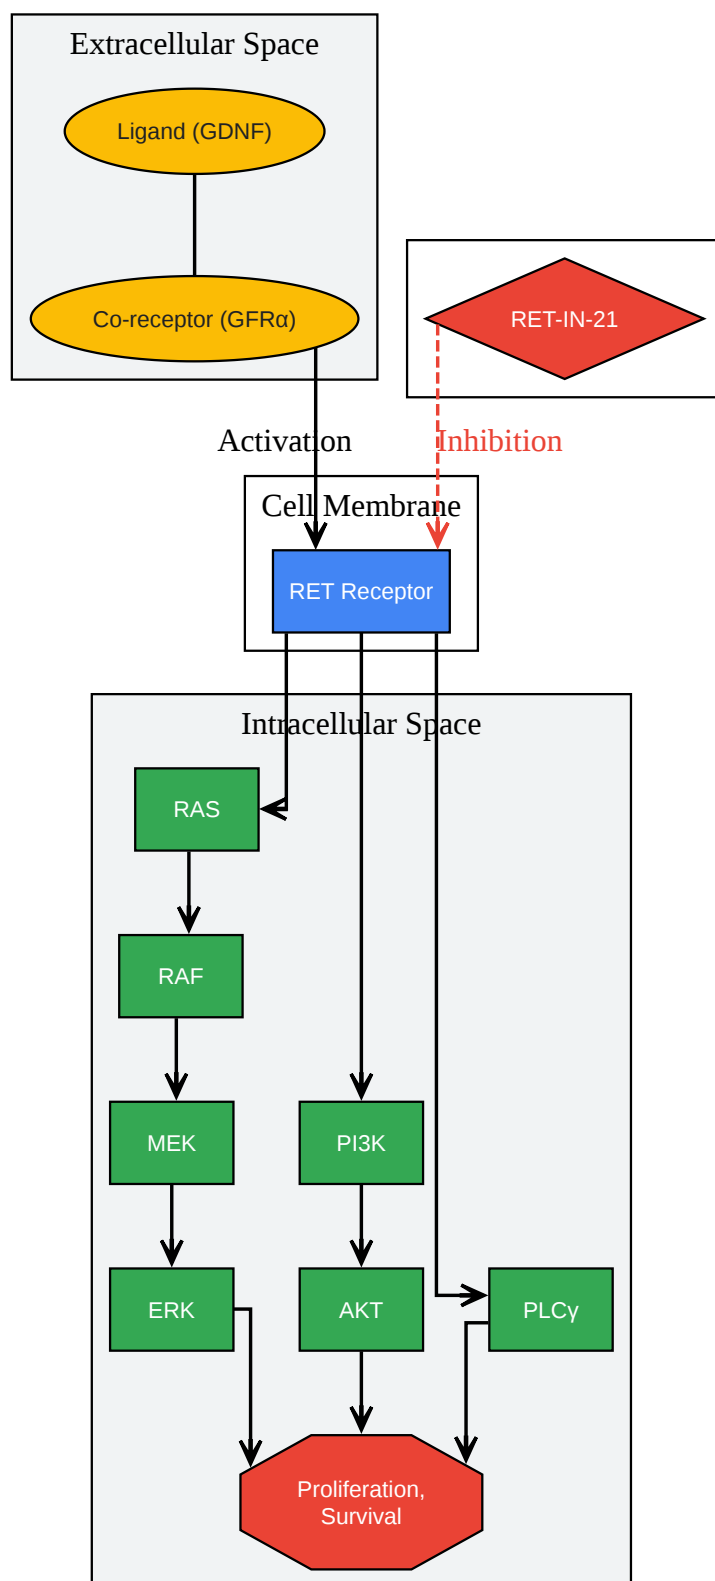 Extracellular Space
Ligand (GDNF)
Co-receptor (GFRα)
RET-IN-21
Activation
Inhibition
Cell Membrane
RET Receptor
Intracellular Space
RAS
RAF
MEK
PI3K
ERK
AKT
PLCγ
Proliferation,
Survival